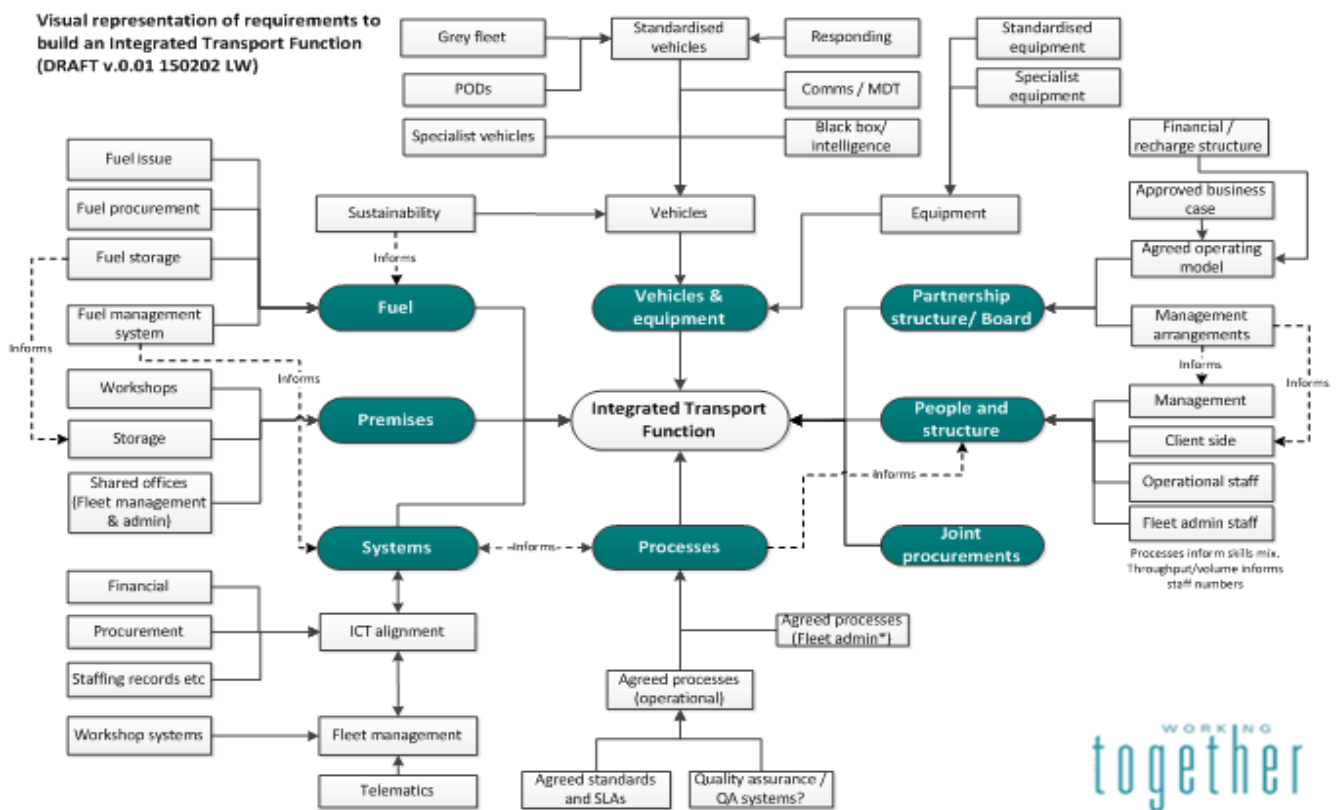 Visual representation of requirements to
build an Integrated Transport Function
(DRAFT v.0.01 150202 LW)
Grey fleet
Standardised
vehicles
Responding
Standardised
equipment
PODs
Comms / MDT
Specialist
equipment
Specialist vehicles
Black box/
intelligence
Financial /
recharge structure
Fuel issue
Approved business
case
Fuel procurement
Sustainability
Vehicles
Equipment
Fuel storage
Informs
Agreed operating
model
Fuel
Vehicles &
equipment
Partnership
structure/ Board
Fuel management
system
Management
arrangements
Informs
Informs
Informs
Informs
Workshops
Management
Premises
Integrated Transport
Function
People and
structure
Storage
Client side
Informs
Shared offices
(Fleet management
& admin)
Operational staff
Fleet admin staff
Systems
Informs
Processes
Joint
procurements
Processes inform skills mix.
Throughput/volume informs
staff numbers
Financial
Procurement
ICT alignment
Agreed processes
(Fleet admin*)
Staffing records etc
Agreed processes
(operational)
Workshop systems
Fleet management
Telematics
Agreed standards
and SLAs
Quality assurance /
QA systems?
WORKING
together